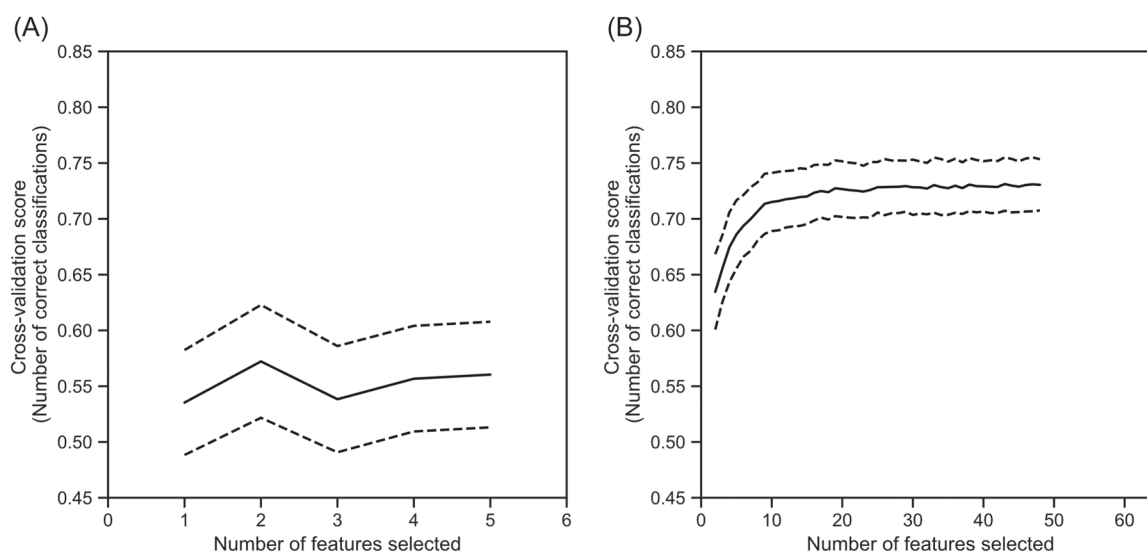 (A)
0.85
0.80
0.75
0.70
0.65
0.60
0.55
0.50
0.45
Cross-validation score
(Number of correct classifications)
0 1 2 3 4 5 6
Number of features selected
(B)
0.85
0.80
0.75
0.70
0.65
0.60
0.55
0.50
0.45
Cross-validation score
(Number of correct classifications)
0 10 20 30 40 50 60
Number of features selected